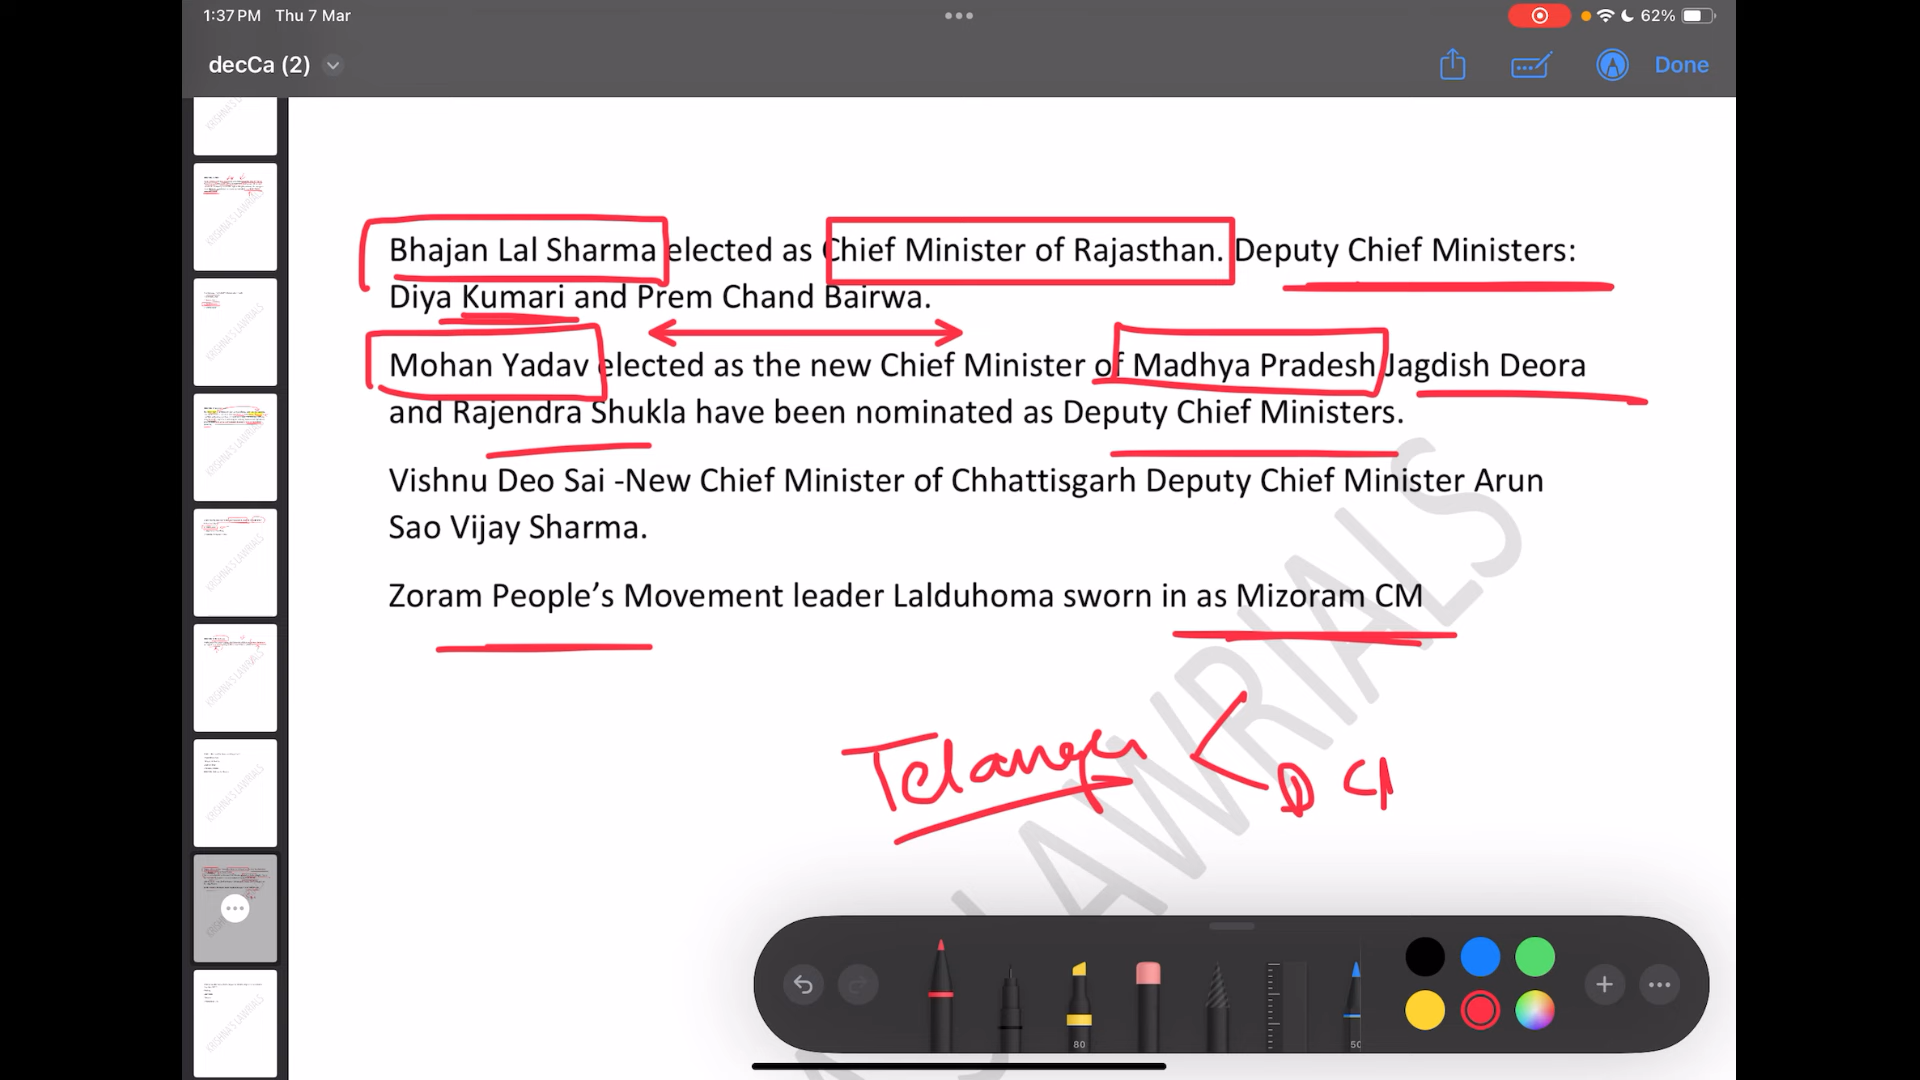 1:37 PM Thu 7 Mar
62%
decCa (2)
Done
Bhajan Lal Sharma elected as Chief Minister of Rajasthan. Deputy Chief Ministers:
Diya Kumari and Prem Chand Bairwa.
Mohan Yadav elected as the new Chief Minister of Madhya Pradesh Jagdish Deora
and Rajendra Shukla have been nominated as Deputy Chief Ministers.
Vishnu Deo Sai -New Chief Minister of Chhattisgarh Deputy Chief Minister Arun
Sao Vijay Sharma.
Zoram People’s Movement leader Lalduhoma sworn in as Mizoram CM
LAWRIALS
80
50